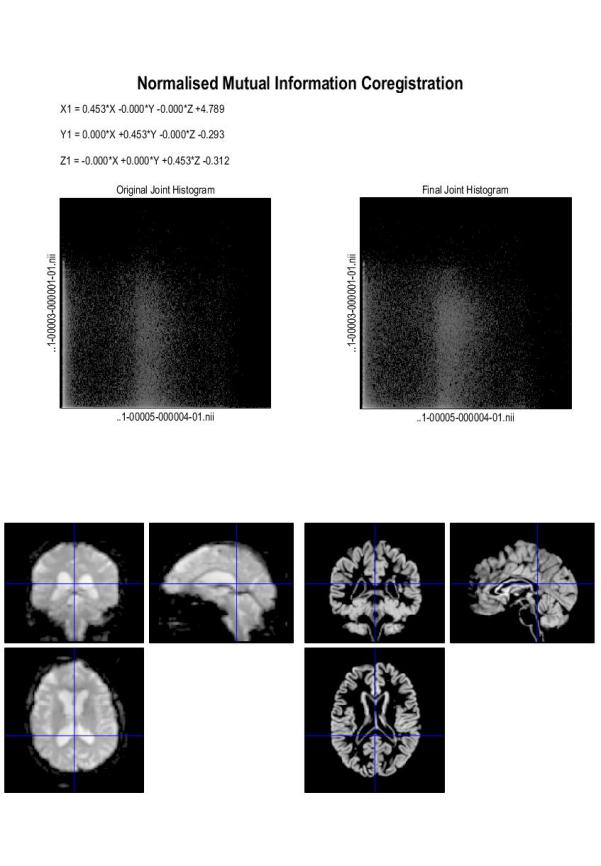 Normalised Mutual Information Coregistration
X1 = 0.453*X -0.000*Y -0.000*Z +4.789
Y1 = 0.000*X +0.453*Y -0.000*Z -0.293
Z1 = -0.000*X +0.000*Y +0.453*Z -0.312
Original Joint Histogram
..1-00003-000001-01.nii
..1-00005-000004-01.nii
Final Joint Histogram
..1-00003-000001-01.nii
..1-00005-000004-01.nii